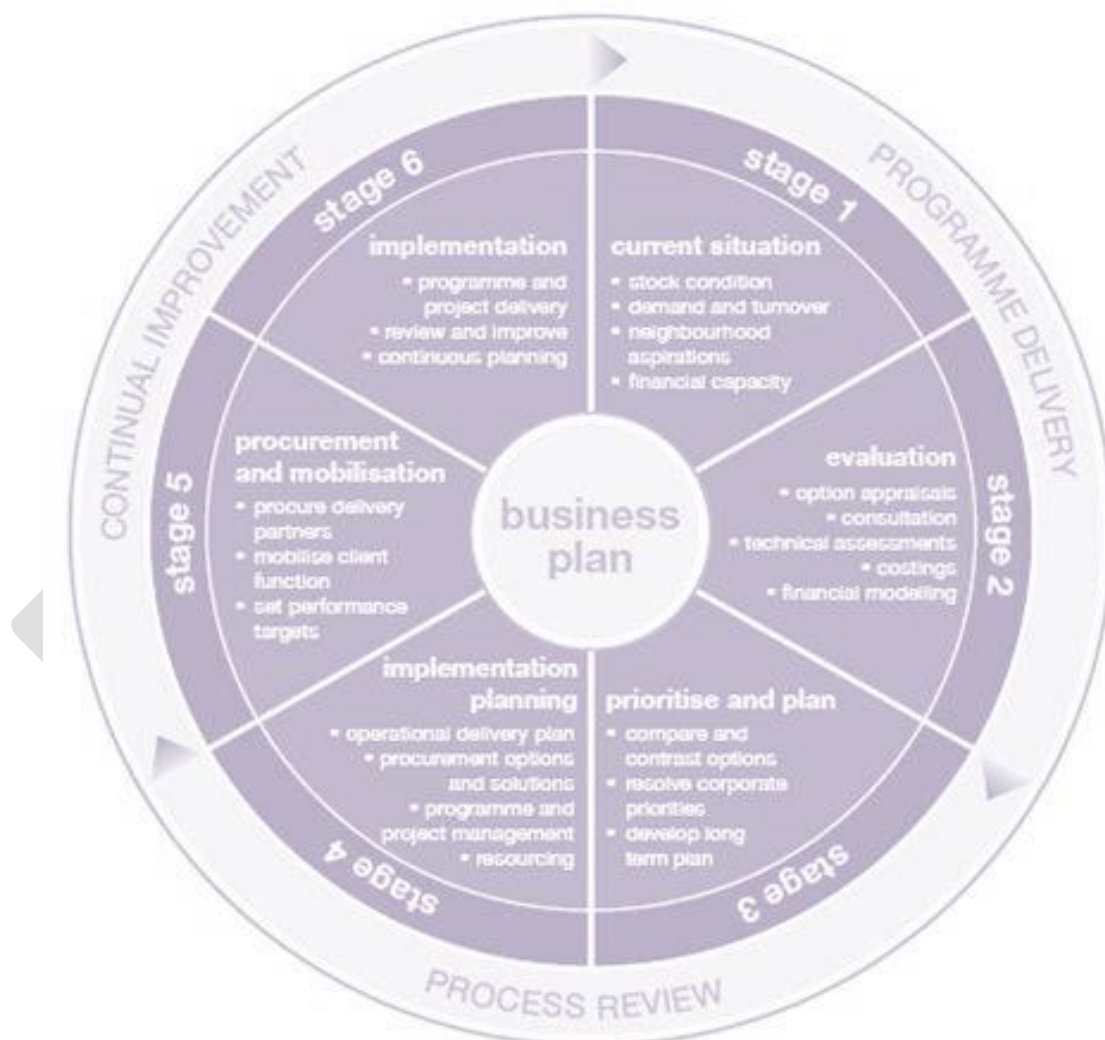 CONTINUAL IMPROVEMENT
PROGRAMME DELIVERY
PROCESS REVIEW
business
plan
stage 1
current situation
• stock condition
• demand and turnover
• neighbourhood
aspirations
• financial capacity
stage 2
evaluation
• option appraisals
• consultation
• technical assessments
• costings
• financial modelling
stage 3
prioritise and plan
• compare and
contrast options
• resolve corporate
priorities
• develop long
term plan
stage 4
implementation
planning
• operational delivery plan
• procurement options
and solutions
• programme and
project management
• resourcing
stage 5
procurement
and mobilisation
• procure delivery
partners
• mobilise client
function
• set performance
targets
stage 6
implementation
• programme and
project delivery
• review and improve
• continuous planning